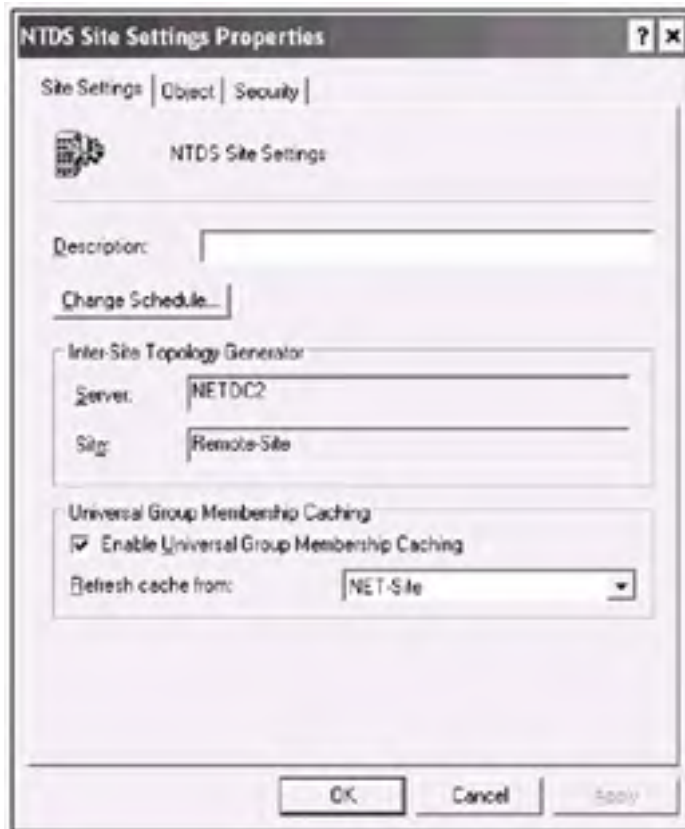 NTDS Site Settings Properties
Site Settings Object Security
NTDS Site Settings
Description:
Change Schedule...
Inter-Site Topology Generator
Server: NETDC2
Site: Remote-Site
Universal Group Membership Caching
Enable Universal Group Membership Caching
Refresh cache from: NET-Site
OK Cancel Apply